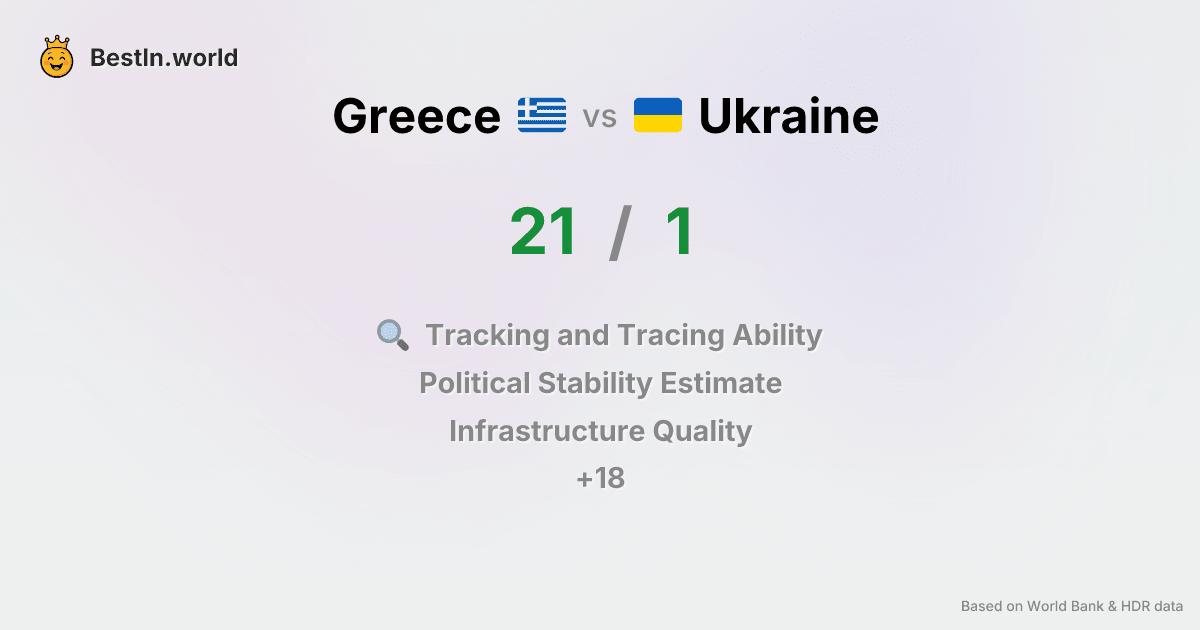 BestIn.world
Greece vs Ukraine
21 / 1
Tracking and Tracing Ability
Political Stability Estimate
Infrastructure Quality
+18
Based on World Bank & HDR data